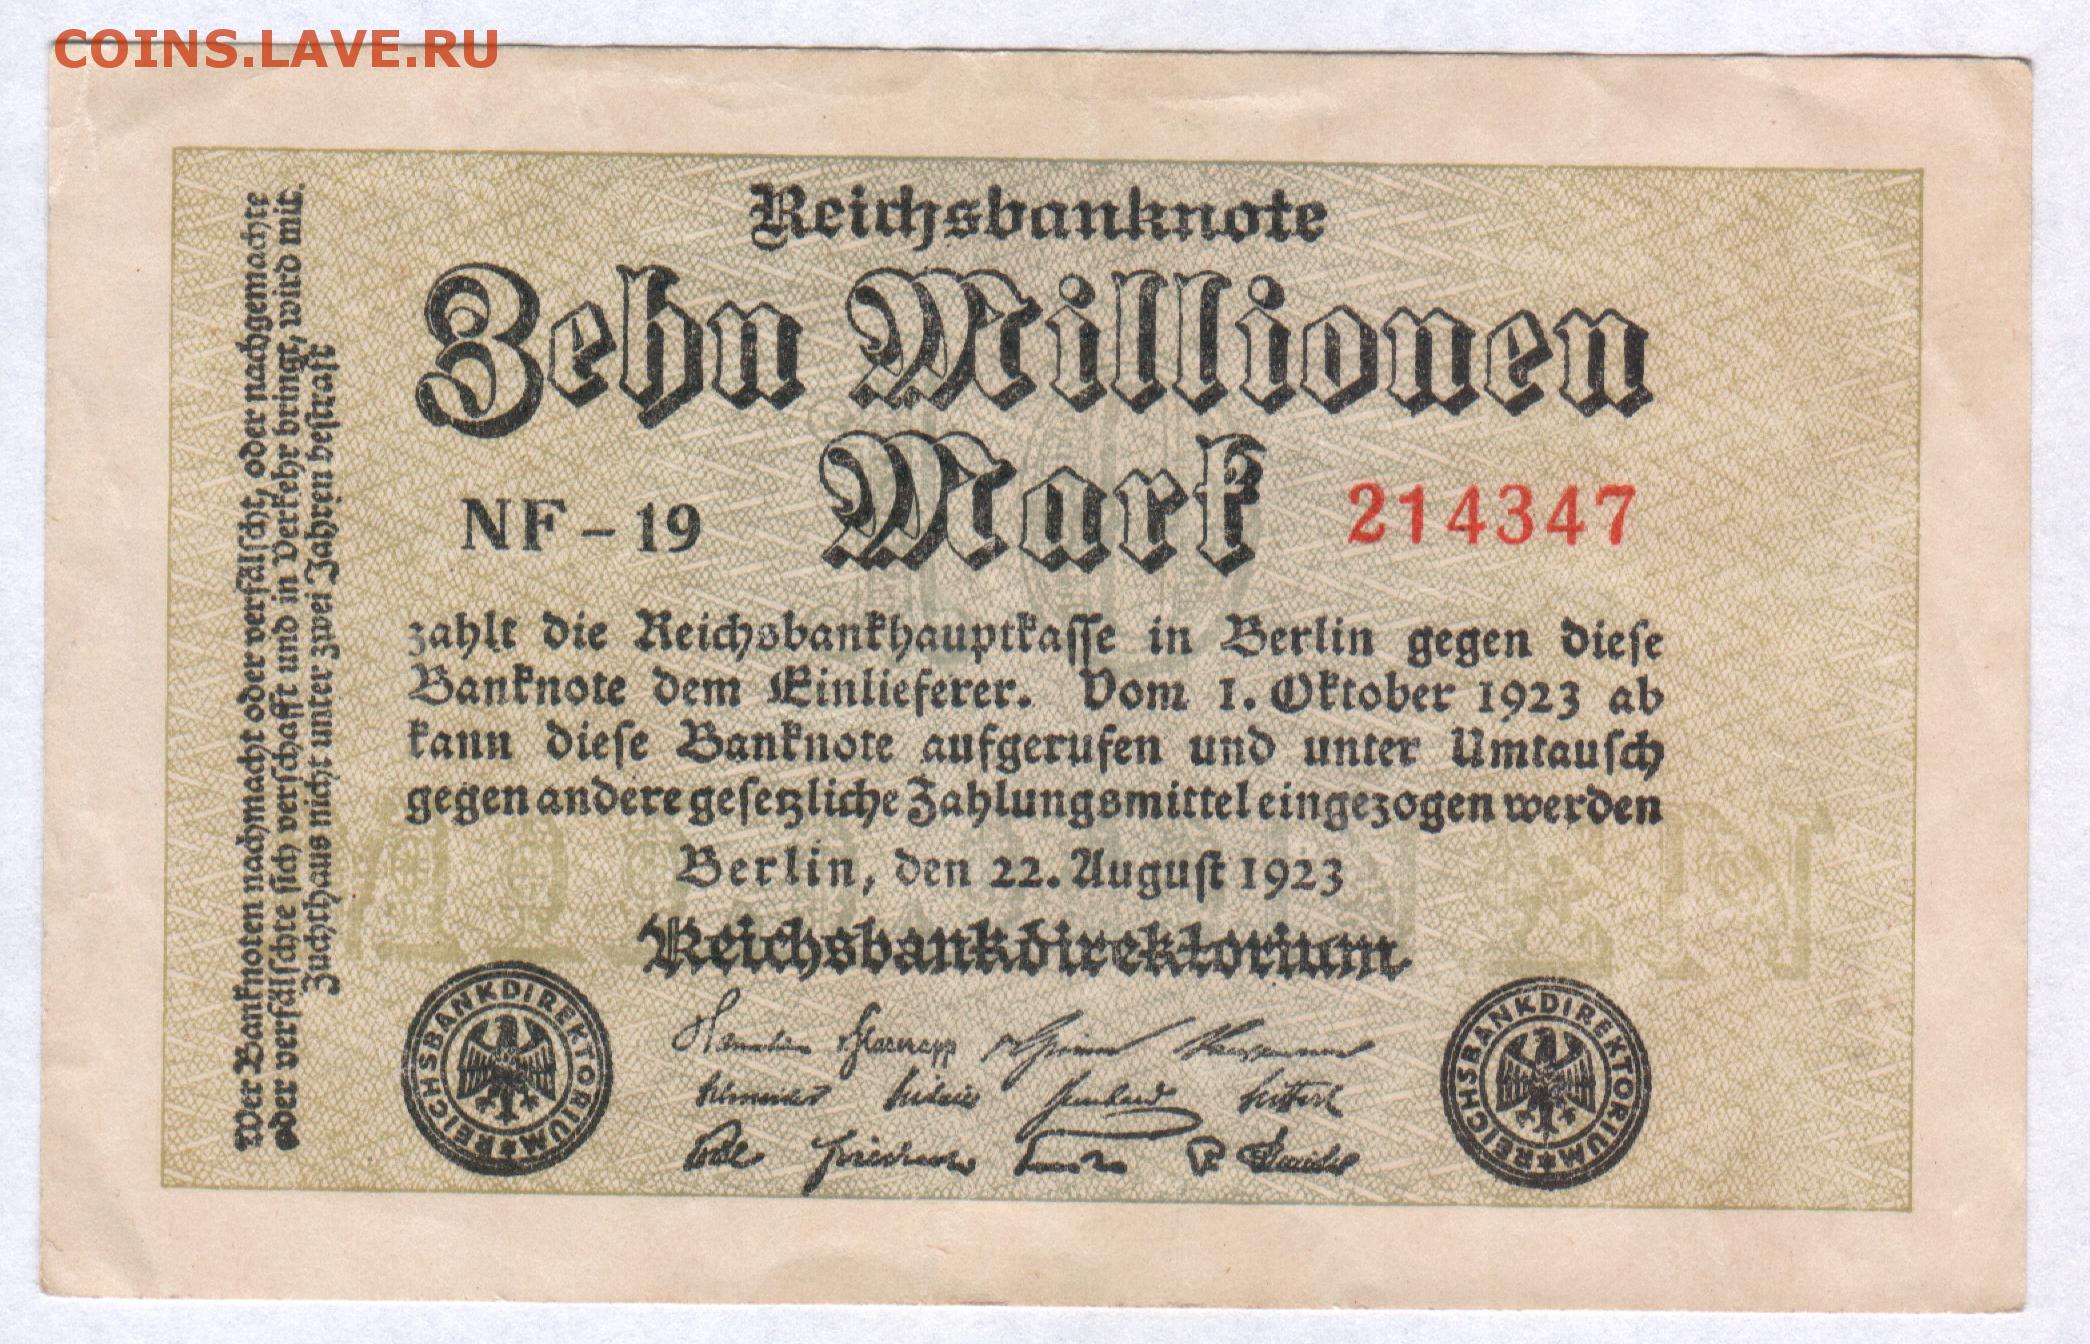 COINS.LAVE.RU
Reichsbanknote
Zehn Millionen
Mark
NF - 19
214347
zahlt die Reichsbankhauptkasse in Berlin gegen diese
Banknote dem Einlieferer. Vom 1. Oktober 1923 ab
kann diese Banknote aufgerufen und unter Umtausch
gegen andere gesetzliche Zahlungsmittel eingezogen werden
Berlin, den 22. August 1923
Reichsbankdirektorium
Wer Banknoten nachmacht oder verfälscht, oder nachgemachte
oder verfälschte sich verschafft und in Verkehr bringt, wird mit
Zuchthaus nicht unter zwei Jahren bestraft
REICHSBANKDIREKTORIUM
REICHSBANKDIREKTORIUM